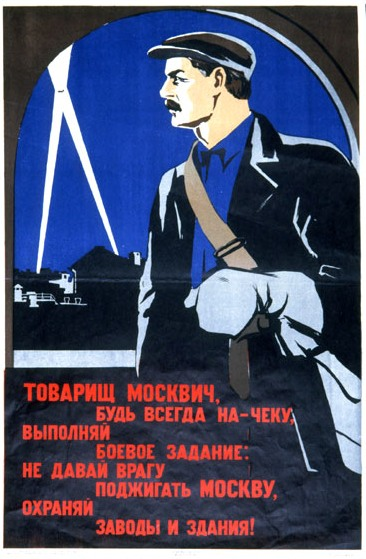 ТОВАРИЩ МОСКВИЧ,
БУДЬ ВСЕГДА НА-ЧЕКУ,
ВЫПОЛНЯЙ
БОЕВОЕ ЗАДАНИЕ:
НЕ ДАВАЙ ВРАГУ
ПОДЖИГАТЬ МОСКВУ,
ОХРАНЯЙ
ЗАВОДЫ И ЗДАНИЯ!